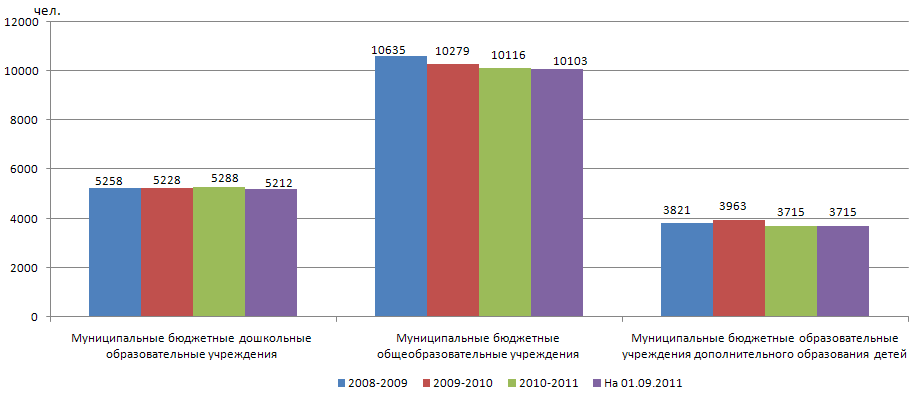 чел.
12000
10000
8000
6000
4000
2000
0
5258
5228
5288
5212
10635
10279
10116
10103
3821
3963
3715
3715
Муниципальные бюджетные дошкольные
образовательные учреждения
Муниципальные бюджетные
общеобразовательные учреждения
Муниципальные бюджетные образовательные
учреждения дополнительного образования детей
2008-2009 2009-2010 2010-2011 На 01.09.2011